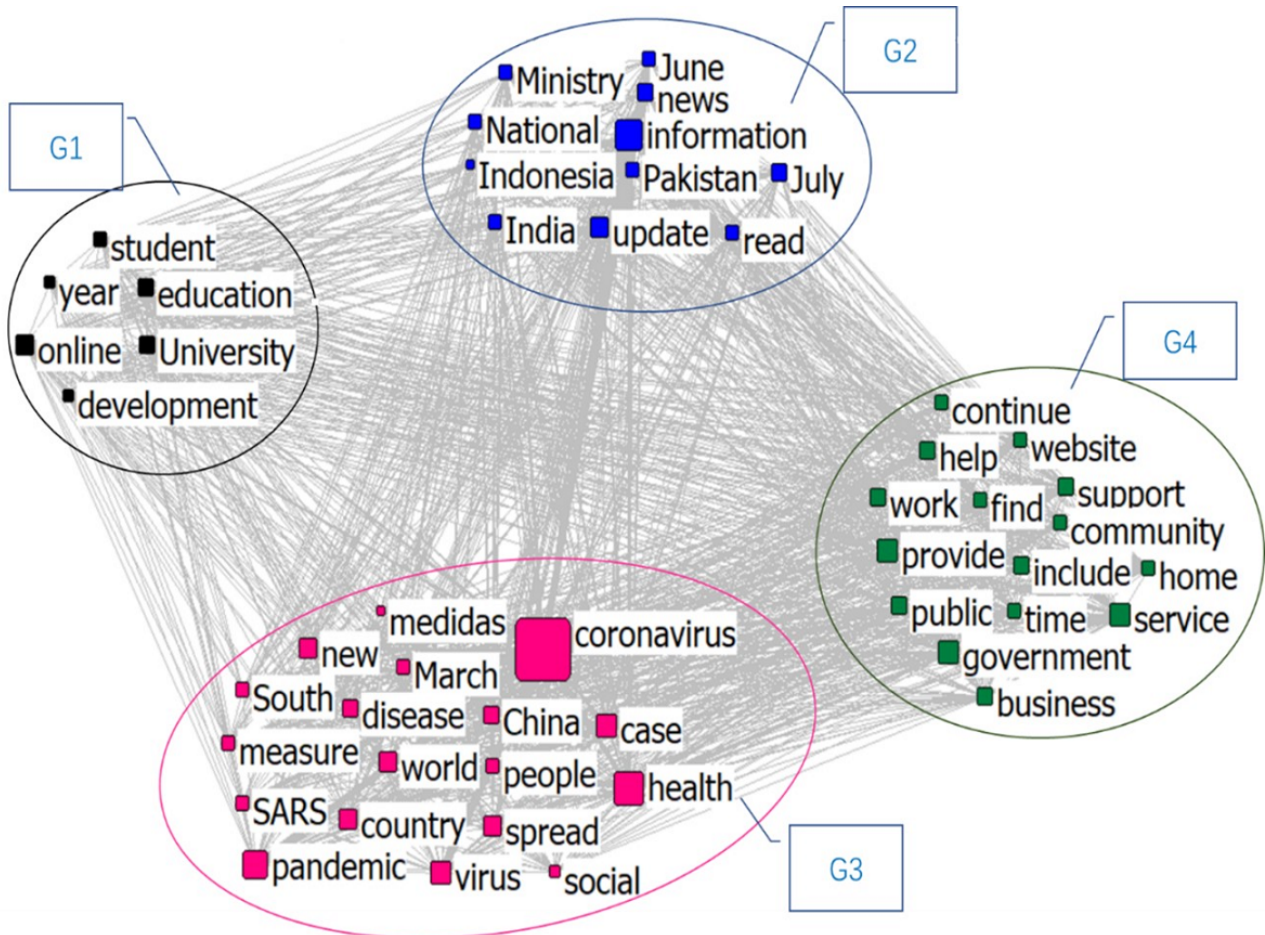 G2
June
Ministry
news
National
information
Indonesia
Pakistan
July
India
update
read
G1
student
year
education
online
University
development
G4
continue
help
website
work
find
support
community
provide
include
home
public
time
service
government
business
medidas
coronavirus
new
March
South
disease
China
case
measure
world
people
health
SARS
country
spread
pandemic
virus
social
G3